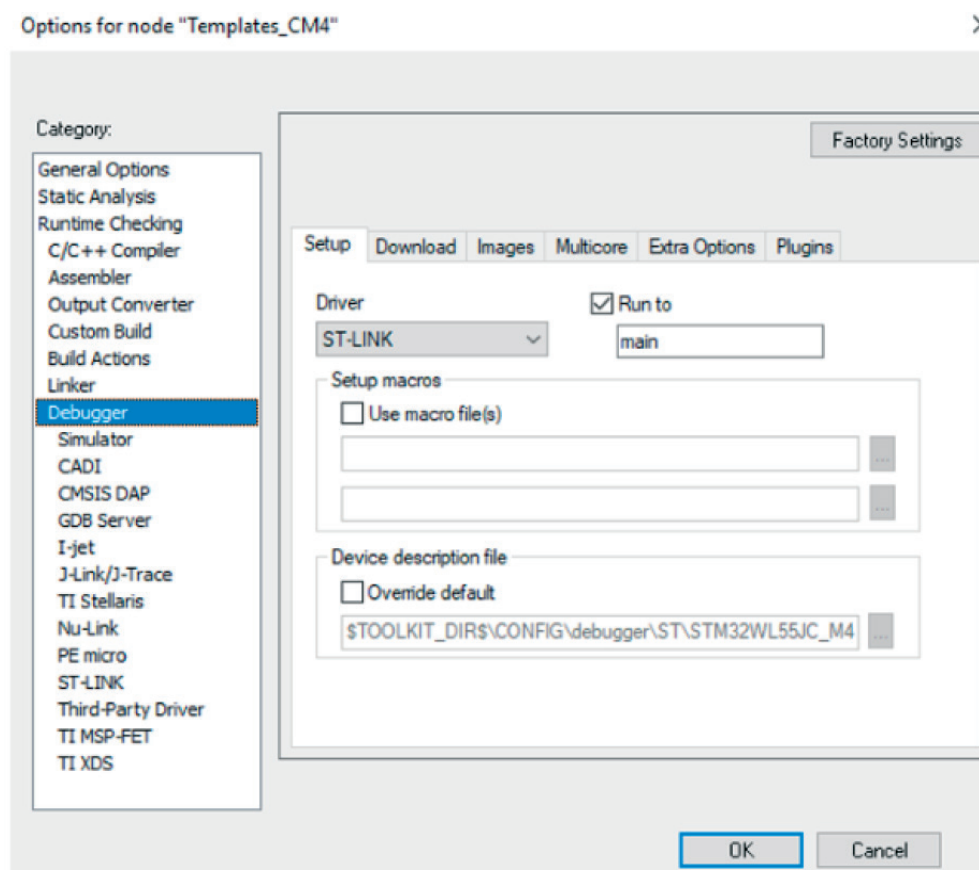 Options for node "Templates_CM4"
Category:
Factory Settings
General Options
Static Analysis
Runtime Checking
C/C++ Compiler
Assembler
Output Converter
Custom Build
Build Actions
Linker
Debugger
Simulator
CADI
CMSIS DAP
GDB Server
I-jet
J-Link/J-Trace
TI Stellaris
Nu-Link
PE micro
ST-LINK
Third-Party Driver
TI MSP-FET
TI XDS
Setup Download Images Multicore Extra Options Plugins
Driver
Run to
ST-LINK
main
Setup macros
Use macro file(s)
...
...
Device description file
Override default
$TOOLKIT_DIR$\CONFIG\debugger\ST\STM32WL55JC_M4
...
OK Cancel